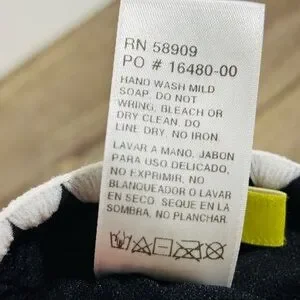 RN 58909
PO # 16480-00
HAND WASH MILD
SOAP. DO NOT
WRING, BLEACH OR
DRY CLEAN. DO
LINE DRY. NO IRON.
LAVAR A MANO, JABON
PARA USO DELICADO,
NO EXPRIMIR, NO
BLANQUEADOR O LAVAR
EN SECO, SEQUE EN LA
SOMBRA, NO PLANCHAR.